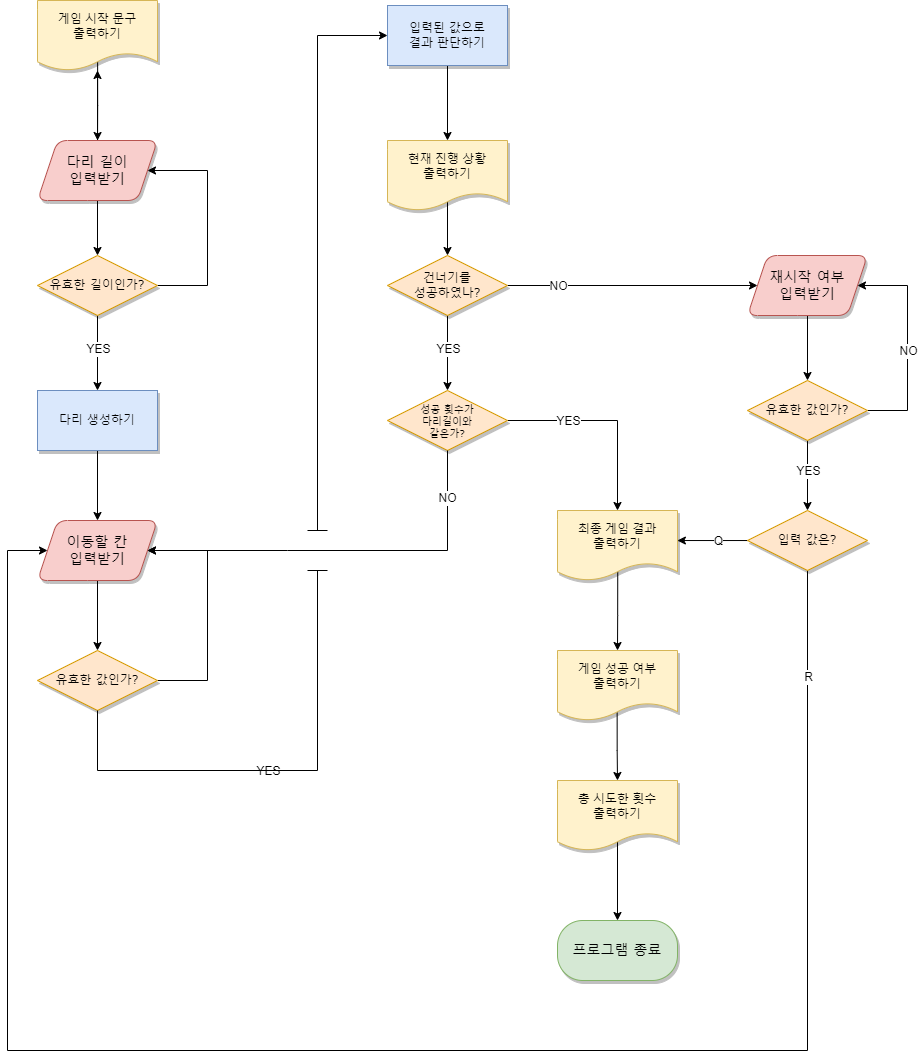 게임 시작 문구
출력하기
다리 길이
입력받기
유효한 길이인가?
YES
다리 생성하기
이동할 칸
입력받기
유효한 값인가?
YES
입력된 값으로
결과 판단하기
현재 진행 상황
출력하기
건너기를
성공하였나?
NO
YES
성공 횟수가
다리길이와
같은가?
YES
NO
재시작 여부
입력받기
NO
유효한 값인가?
YES
입력 값은?
Q
R
최종 게임 결과
출력하기
게임 성공 여부
출력하기
총 시도한 횟수
출력하기
프로그램 종료